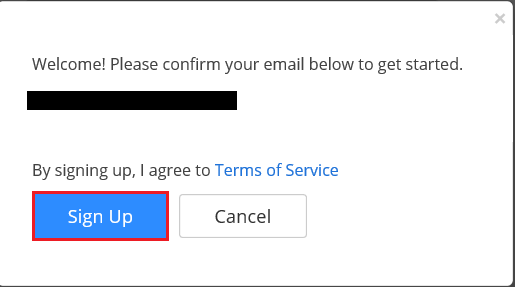 ×
Welcome! Please confirm your email below to get started.
By signing up, I agree to Terms of Service
Sign Up
Cancel